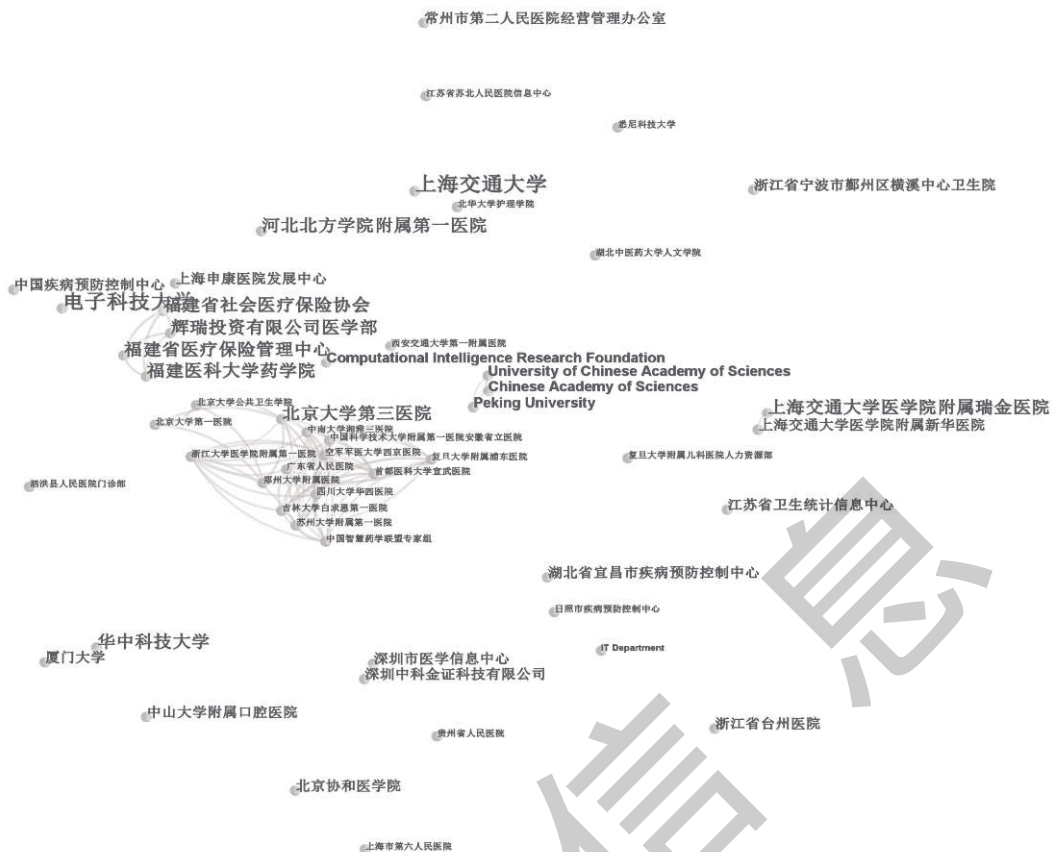 常州市第二人民医院经营管理办公室
江苏省苏北人民医院信息中心
悉尼科技大学
上海交通大学
浙江省宁波市鄞州区横溪中心卫生院
北华大学护理学院
河北北方学院附属第一医院
湖北中医药大学人文学院
上海申康医院发展中心
中国疾病预防控制中心
电子科技大学
福建省社会医疗保险协会
辉瑞投资有限公司医学部
西安交通大学第一附属医院
福建省医疗保险管理中心
Computational Intelligence Research Foundation
福建医科大学药学院
University of Chinese Academy of Sciences
Chinese Academy of Sciences
Peking University
北京大学公共卫生学院
北京大学第三医院
上海交通大学医学院附属瑞金医院
北京大学第一医院
上海交通大学医学院附属新华医院
中南大学湘雅三医院
中国科学技术大学附属第一医院安徽省立医院
浙江大学医学院附属第一医院
空军军医大学西京医院
复旦大学附属浦东医院
复旦大学附属儿科医院人力资源部
广东省人民医院
首都医科大学宣武医院
郑州大学附属医院
泗洪县人民医院门诊部
四川大学华西医院
江苏省卫生统计信息中心
吉林大学白求恩第一医院
苏州大学附属第一医院
中国智慧药学联盟专家组
湖北省宜昌市疾病预防控制中心
日照市疾病预防控制中心
华中科技大学
IT Department
厦门大学
深圳市医学信息中心
深圳中科金证科技有限公司
中山大学附属口腔医院
浙江省台州医院
贵州省人民医院
北京协和医学院
上海市第六人民医院
信息